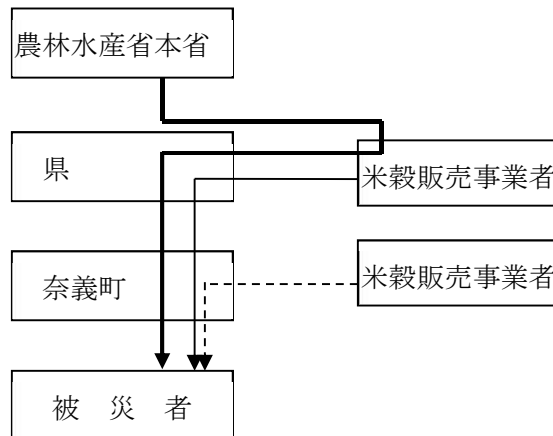 農林水産省本省
県
米穀販売事業者
奈義町
米穀販売事業者
被　災　者